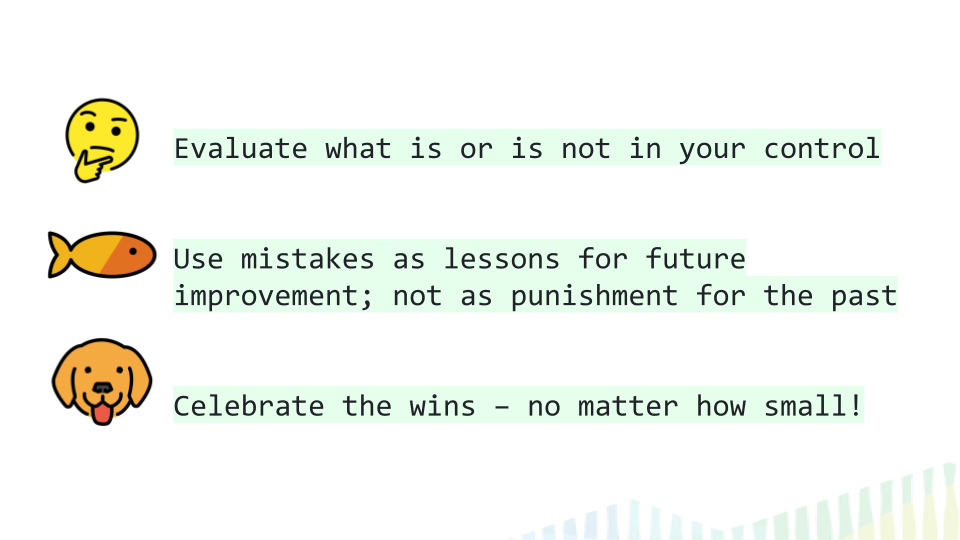 Evaluate what is or is not in your control
Use mistakes as lessons for future
improvement; not as punishment for the past
Celebrate the wins – no matter how small!